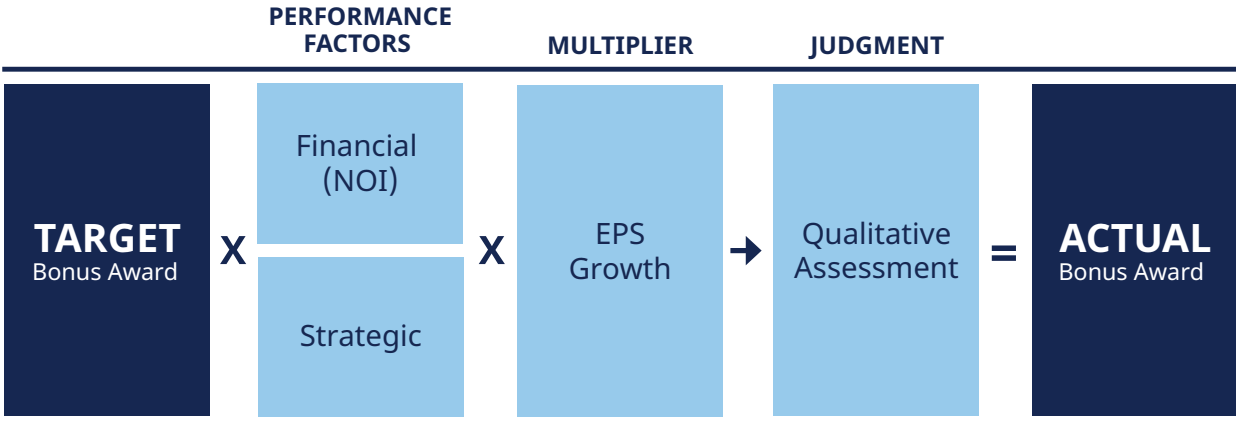 PERFORMANCE
FACTORS
MULTIPLIER
JUDGMENT
TARGET
Bonus Award
X
Financial
(NOI)
Strategic
X
EPS
Growth
Qualitative
Assessment
=
ACTUAL
Bonus Award